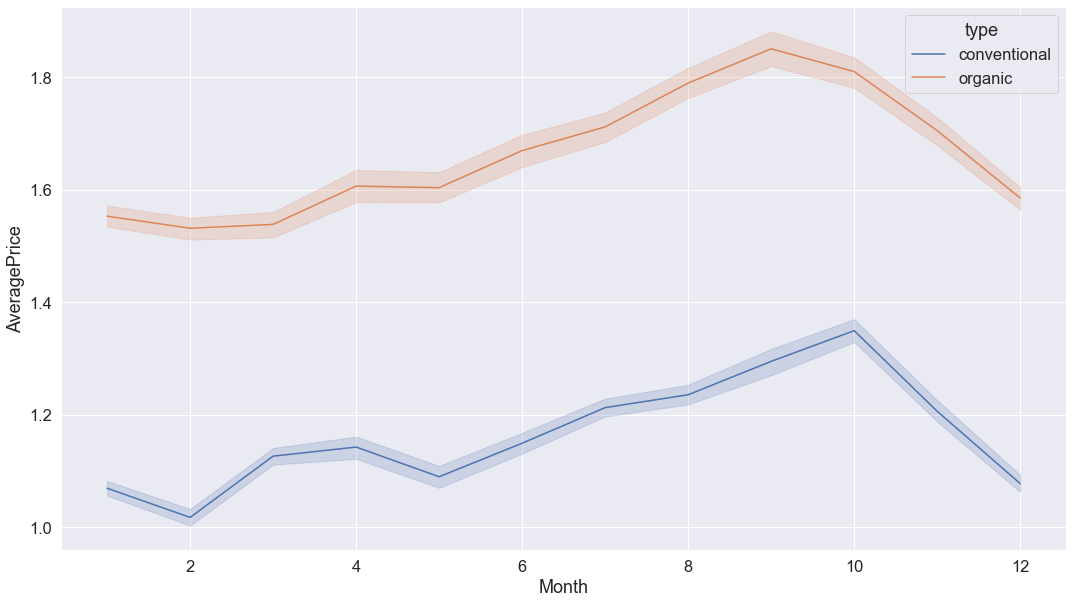 type
conventional
organic
AveragePrice
1.8
1.6
1.4
1.2
1.0
2 4 6 8 10 12
Month